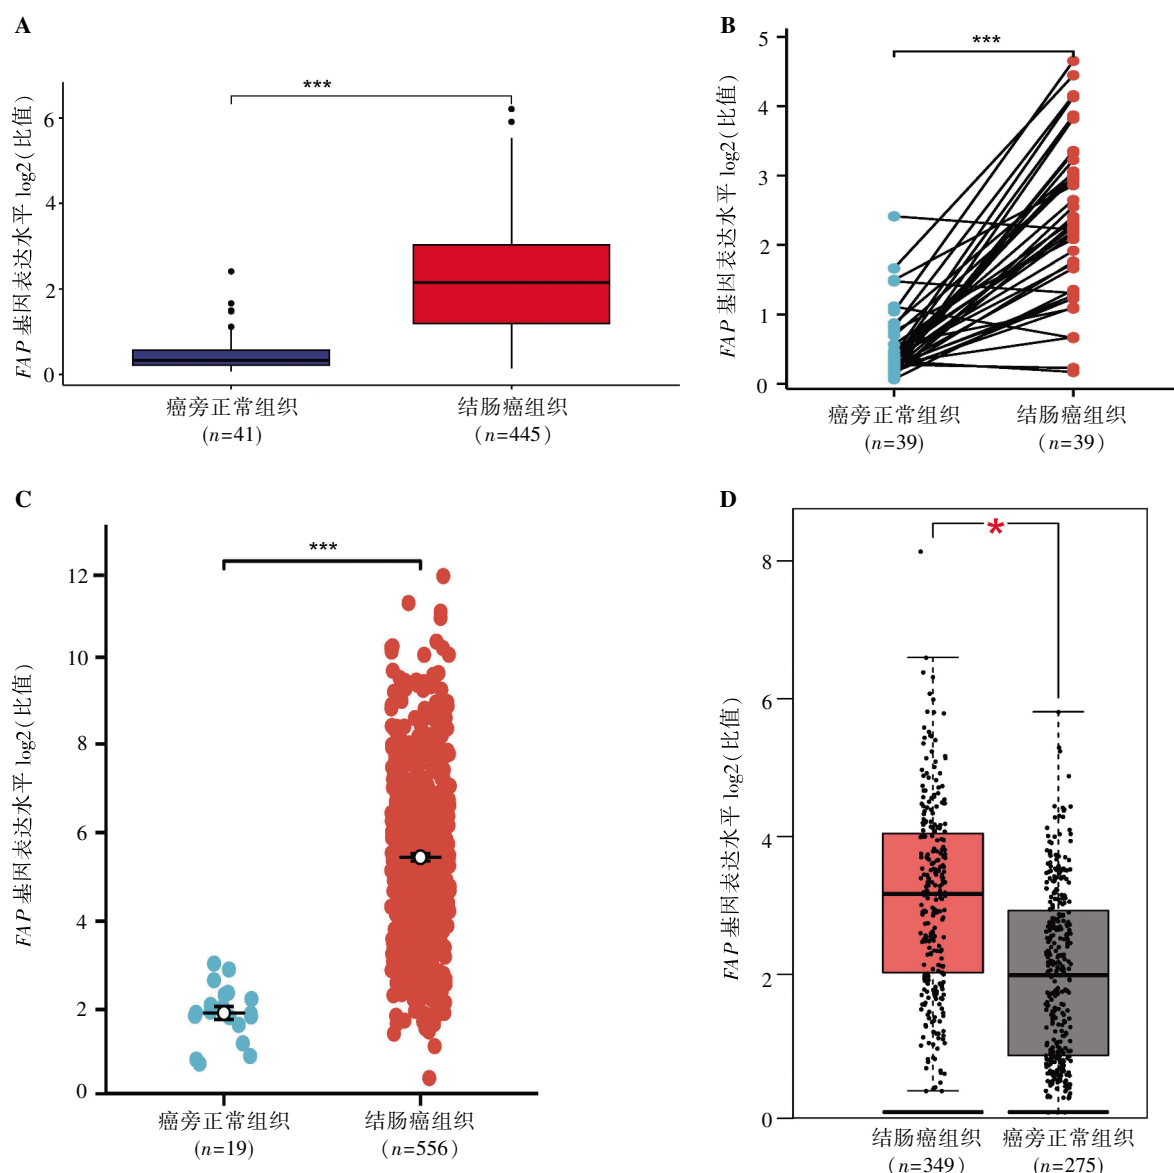 A
FAP 基因表达水平 log2(比值)
6
4
2
0
***
癌旁正常组织
(n=41)
结肠癌组织
(n=445)
B
FAP 基因表达水平 log2(比值)
5
4
3
2
1
0
***
癌旁正常组织
(n=39)
结肠癌组织
(n=39)
C
FAP 基因表达水平 log2(比值)
12
10
8
6
4
2
0
***
癌旁正常组织
(n=19)
结肠癌组织
(n=556)
D
FAP 基因表达水平 log2(比值)
8
6
4
2
0
*
结肠癌组织
(n=349)
癌旁正常组织
(n=275)